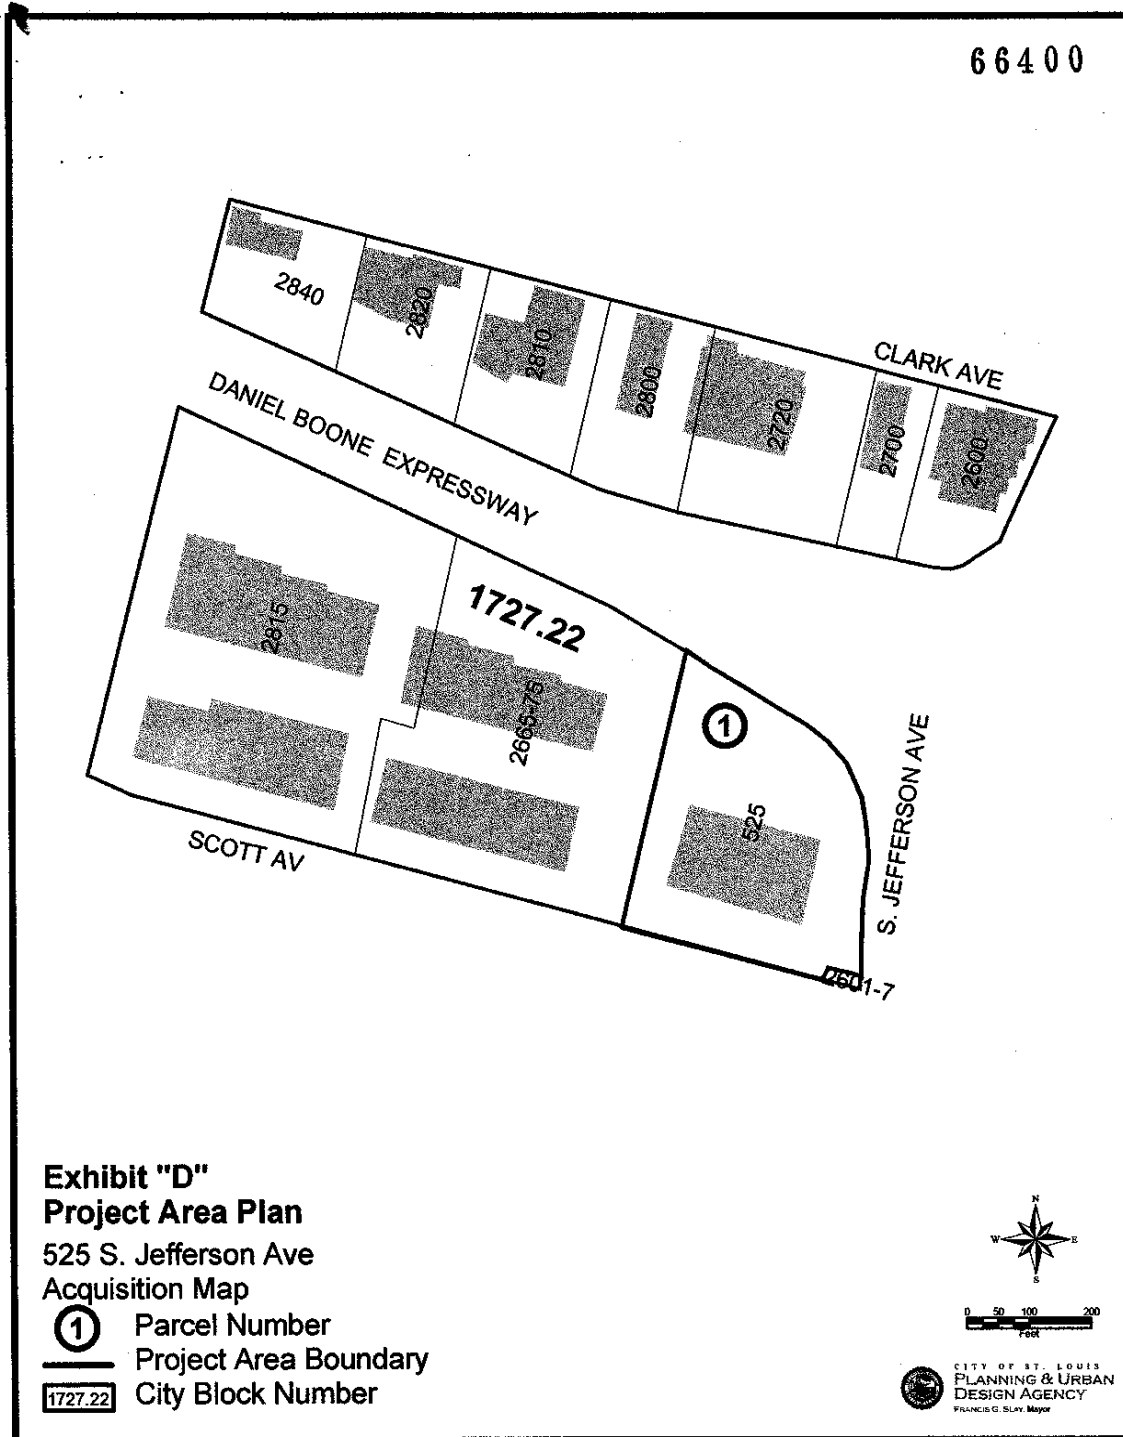 66400
2840
2820
2810
2800
2720
2700
2600
CLARK AVE
DANIEL BOONE EXPRESSWAY
1727.22
2815
2665-75
1
525
S. JEFFERSON AVE
SCOTT AV
2601-7
Exhibit "D"
Project Area Plan
525 S. Jefferson Ave
Acquisition Map
1 Parcel Number
Project Area Boundary
1727.22 City Block Number
N
W E
S
0 50 100 200
Feet
CITY OF ST. LOUIS
PLANNING & URBAN
DESIGN AGENCY
FRANCIS G. SLAY, Mayor